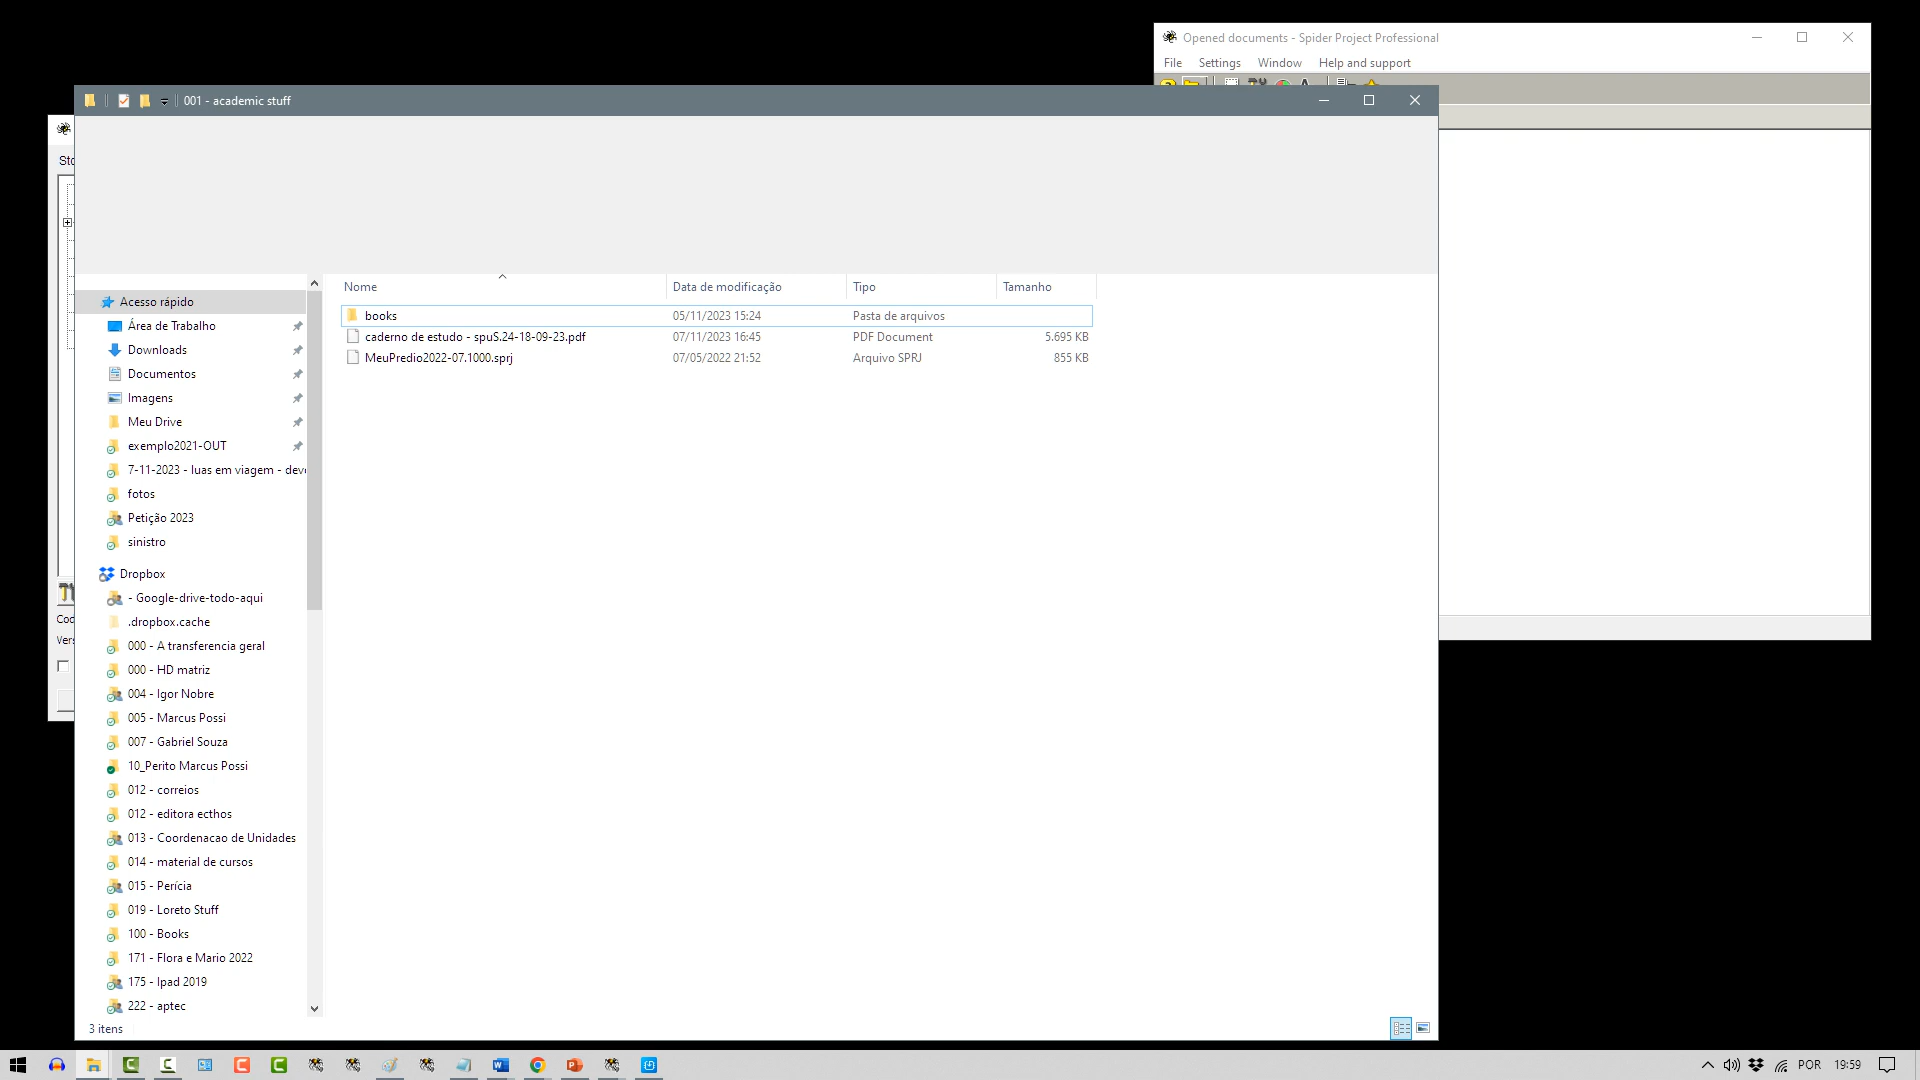 Opened documents - Spider Project Professional
File Settings Window Help and support
001 - academic stuff
Nome Data de modificação Tipo Tamanho
books 05/11/2023 15:24 Pasta de arquivos
caderno de estudo - spuS.24-18-09-23.pdf 07/11/2023 16:45 PDF Document 5.695 KB
MeuPredio2022-07.1000.sprj 07/05/2022 21:52 Arquivo SPRJ 855 KB
Acesso rápido
Área de Trabalho
Downloads
Documentos
Imagens
Meu Drive
exemplo2021-OUT
7-11-2023 - luas em viagem - dev
fotos
Petição 2023
sinistro
Dropbox
- Google-drive-todo-aqui
.dropbox.cache
000 - A transferencia geral
000 - HD matriz
004 - Igor Nobre
005 - Marcus Possi
007 - Gabriel Souza
10_Perito Marcus Possi
012 - correios
012 - editora ecthos
013 - Coordenacao de Unidades
014 - material de cursos
015 - Perícia
019 - Loreto Stuff
100 - Books
171 - Flora e Mario 2022
175 - Ipad 2019
222 - aptec
3 itens
POR 19:59